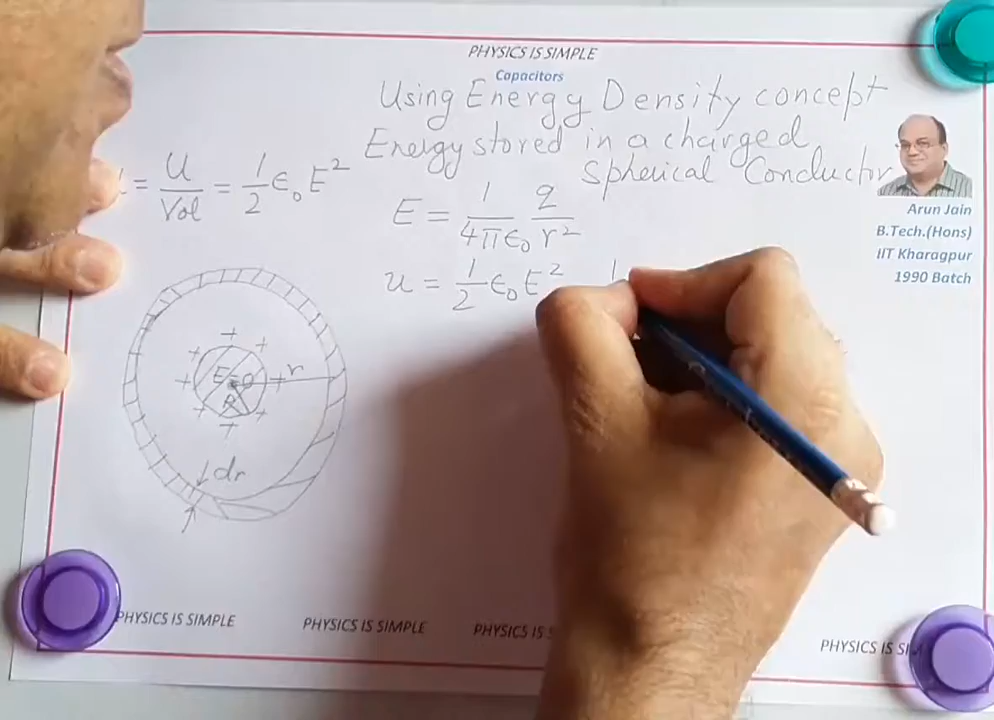 PHYSICS IS SIMPLE
Capacitors
Using Energy Density concept
Energy stored in a charged
Spherical Conductor
= U/Vol = 1/2 ε₀ E²
E = 1/4πε₀ q/r²
u = 1/2 ε₀ E²
Arun Jain
B.Tech.(Hons)
IIT Kharagpur
1990 Batch
E=0
R
r
dr
PHYSICS IS SIMPLE
PHYSICS IS SIMPLE
PHYSICS IS
PHYSICS IS